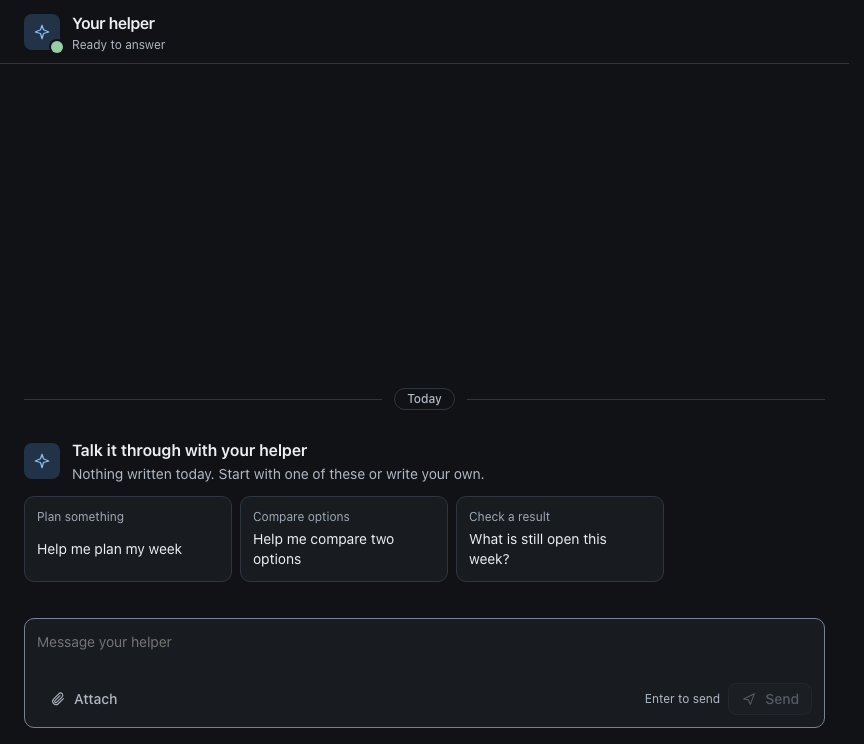 Your helper
Ready to answer
Today
Talk it through with your helper
Nothing written today. Start with one of these or write your own.
Plan something
Help me plan my week
Compare options
Help me compare two
options
Check a result
What is still open this
week?
Message your helper
Attach
Enter to send
Send